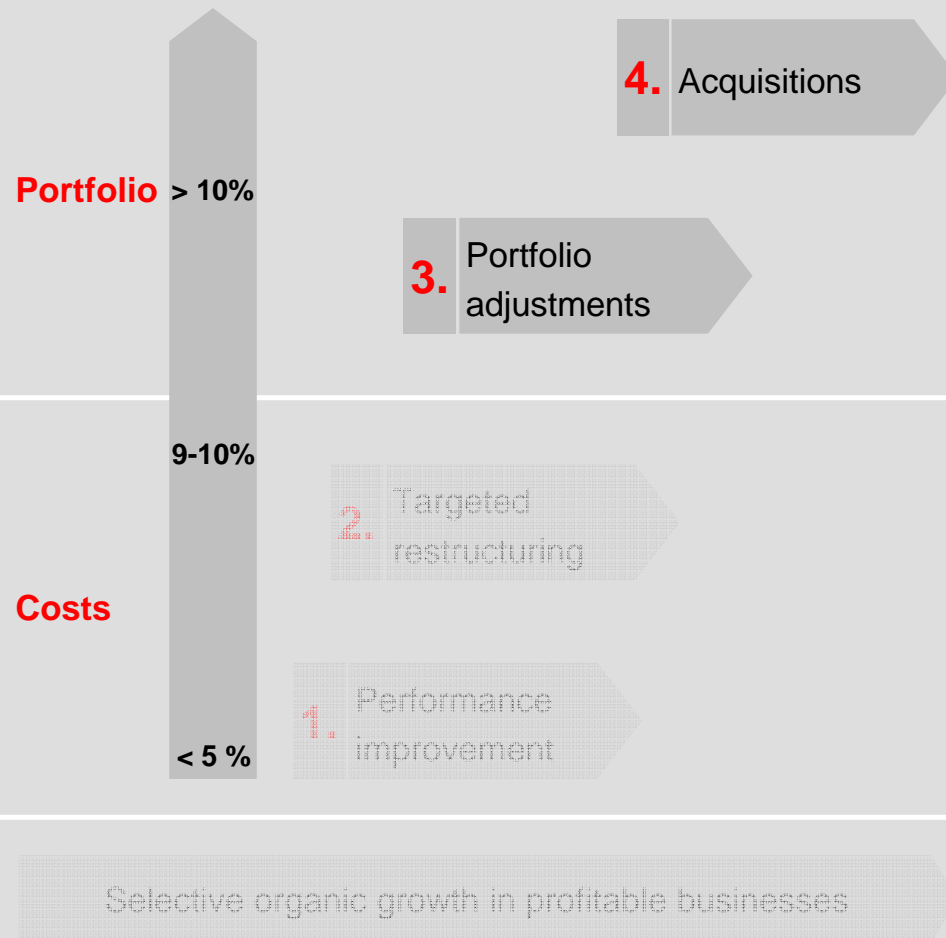 4. Acquisitions
Portfolio > 10%
3. Portfolio
adjustments
9-10%
2. Targeted
restructuring
Costs
1. Performance
improvement
< 5 %
Selective organic growth in profitable businesses